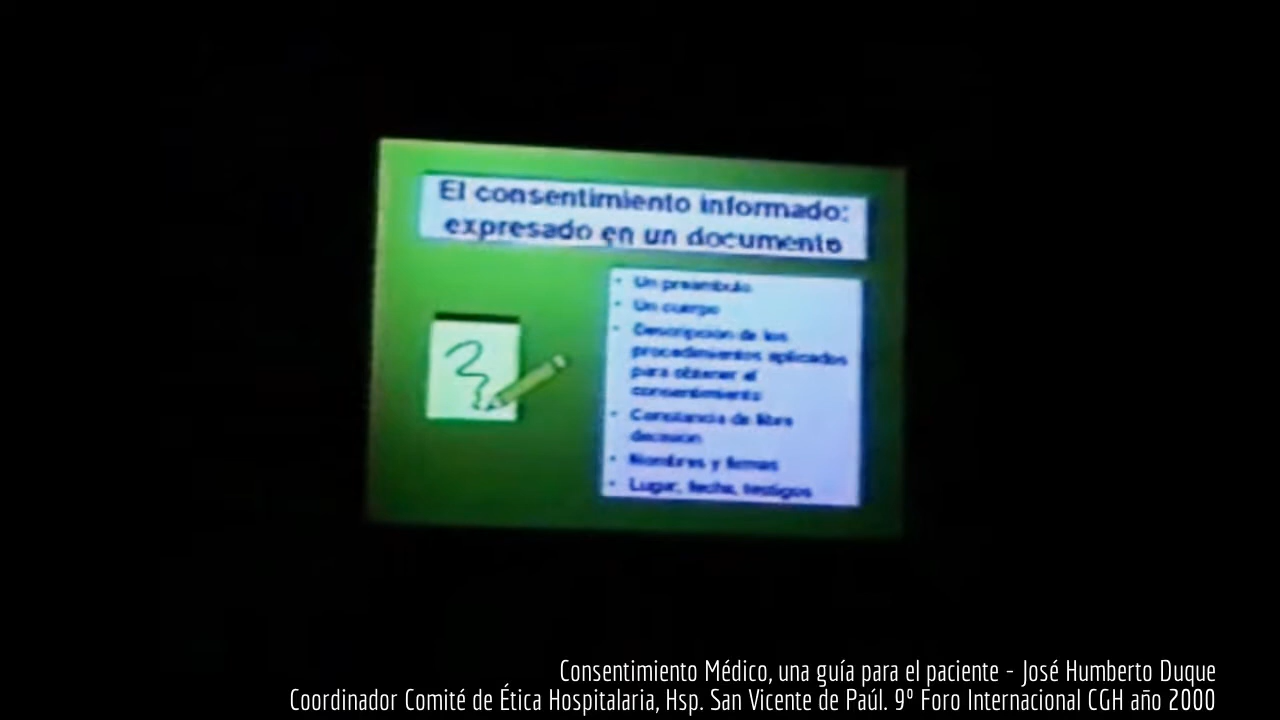 El consentimiento informado:
expresado en un documento
• Un preámbulo
• Un cuerpo
• Descripción de los
procedimientos aplicados
para obtener el
consentimiento
• Constancia de libre
decisión
• Nombres y firmas
• Lugar, fecha, testigos
Consentimiento Médico, una guía para el paciente - José Humberto Duque
Coordinador Comité de Ética Hospitalaria, Hsp. San Vicente de Paúl. 9º Foro Internacional CGH año 2000